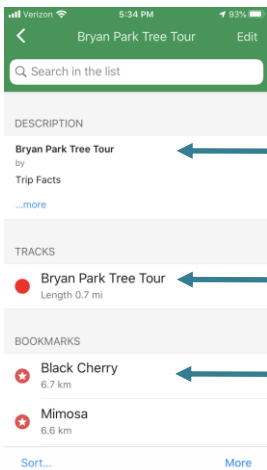 Verizon 5:34 PM 93%
Bryan Park Tree Tour Edit
Search in the list
DESCRIPTION
Bryan Park Tree Tour
by
Trip Facts
...more
TRACKS
Bryan Park Tree Tour
Length 0.7 mi
BOOKMARKS
Black Cherry
6.7 km
Mimosa
6.6 km
Sort... More